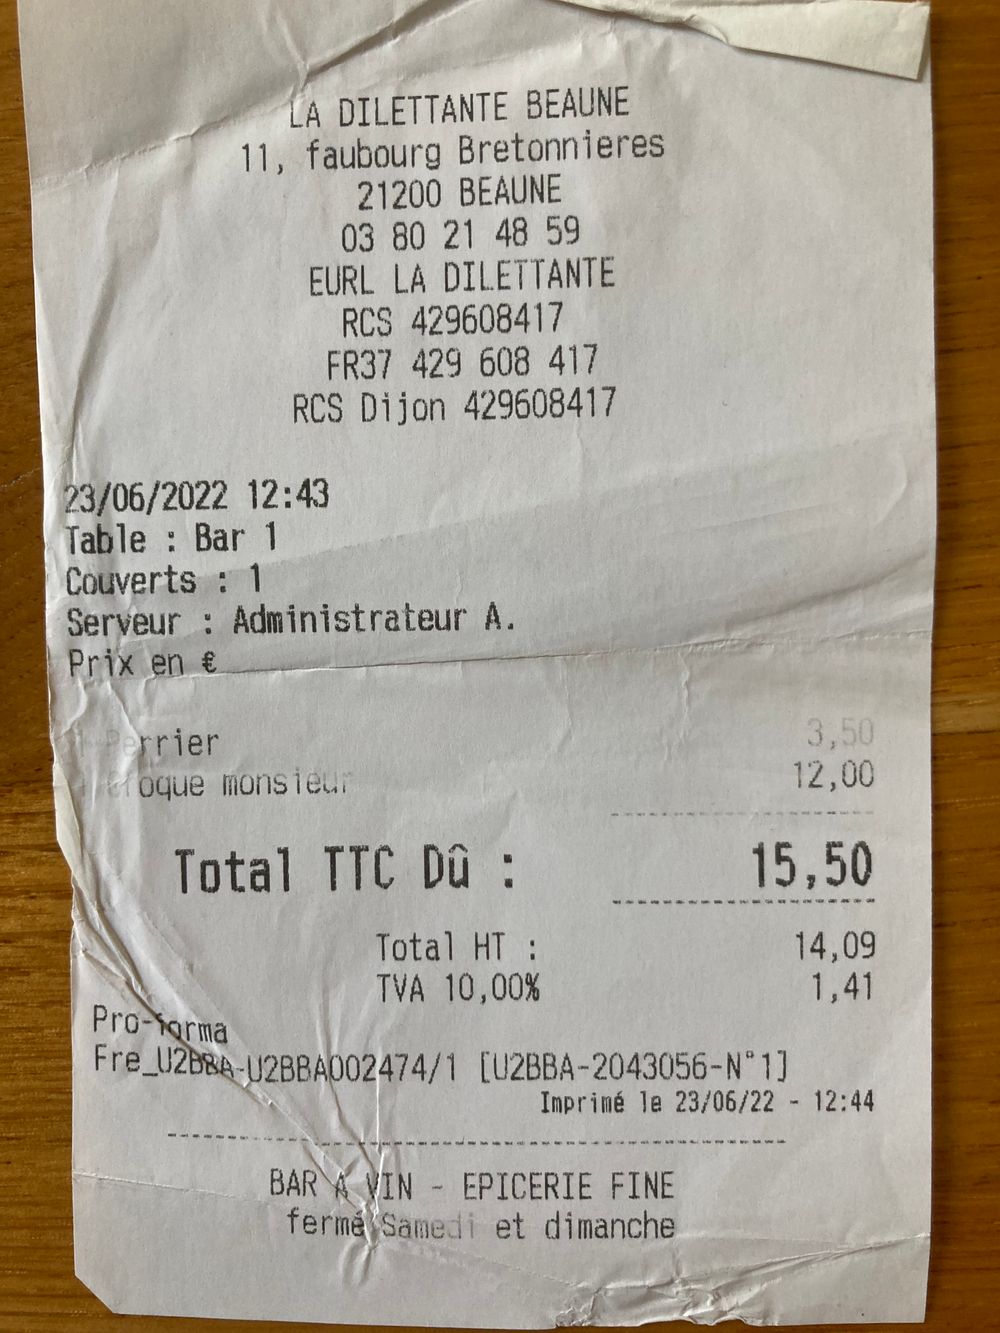 LA DILETTANTE BEAUNE
11, faubourg Bretonnieres
21200 BEAUNE
03 80 21 48 59
EURL LA DILETTANTE
RCS 429608417
FR37 429 608 417
RCS Dijon 429608417
23/06/2022 12:43
Table : Bar 1
Couverts : 1
Serveur : Administrateur A.
Prix en €
1 Perrier 3,50
1 Croque monsieur 12,00
Total TTC Dû : 15,50
Total HT : 14,09
TVA 10,00% 1,41
Pro-forma
Fre_U2BBA-U2BBA002474/1 [U2BBA-2043056-N°1]
Imprimé le 23/06/22 - 12:44
BAR A VIN - EPICERIE FINE
fermé Samedi et dimanche